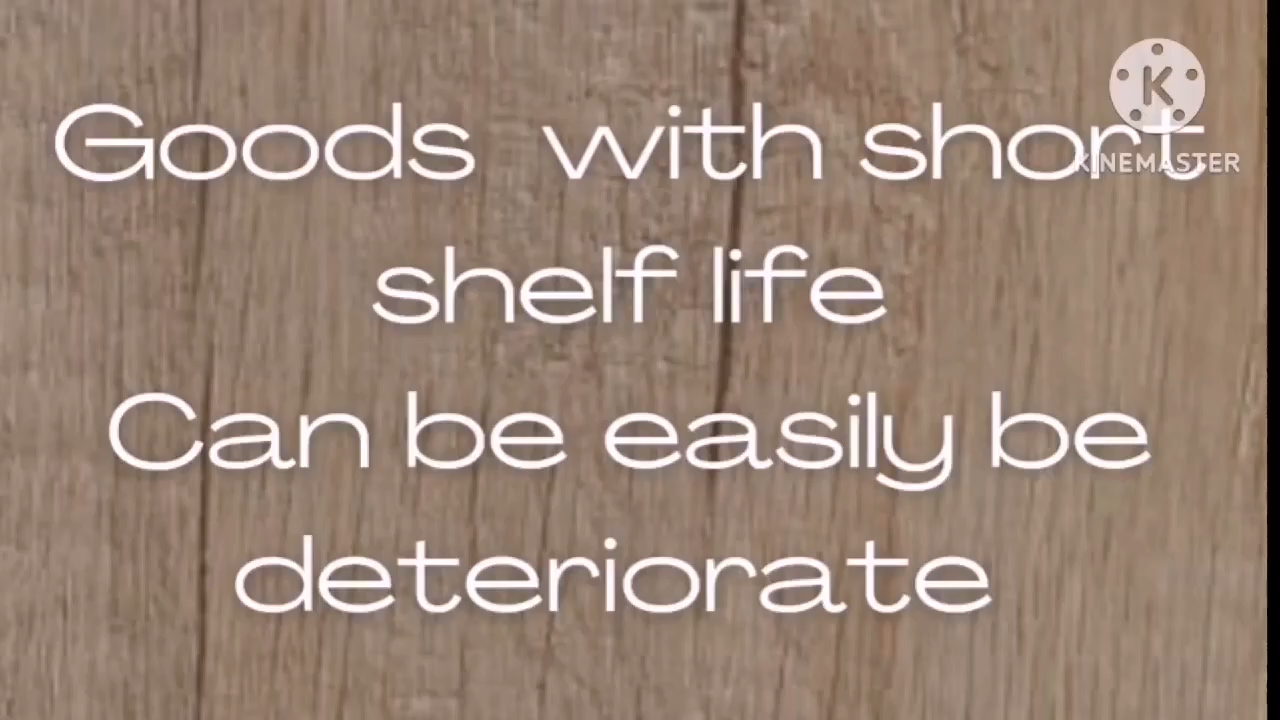 Goods with short
KINEMASTER
shelf life
Can be easily be
deteriorate